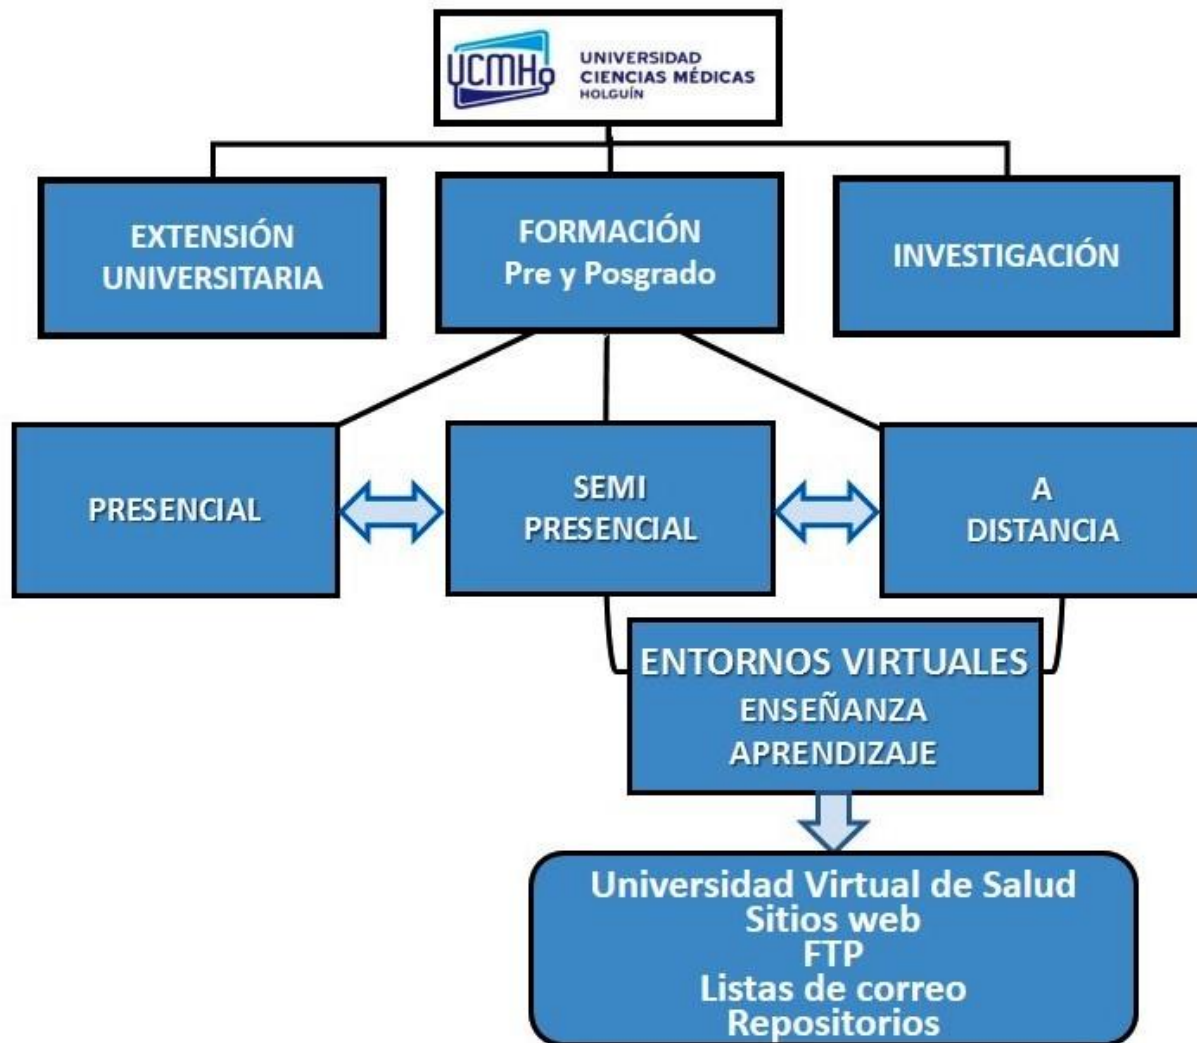 UCMHo
UNIVERSIDAD
CIENCIAS MÉDICAS
HOLGUÍN
EXTENSIÓN
UNIVERSITARIA
FORMACIÓN
Pre y Posgrado
INVESTIGACIÓN
PRESENCIAL
SEMI
PRESENCIAL
A
DISTANCIA
ENTORNOS VIRTUALES
ENSEÑANZA
APRENDIZAJE
Universidad Virtual de Salud
Sitios web
FTP
Listas de correo
Repositorios